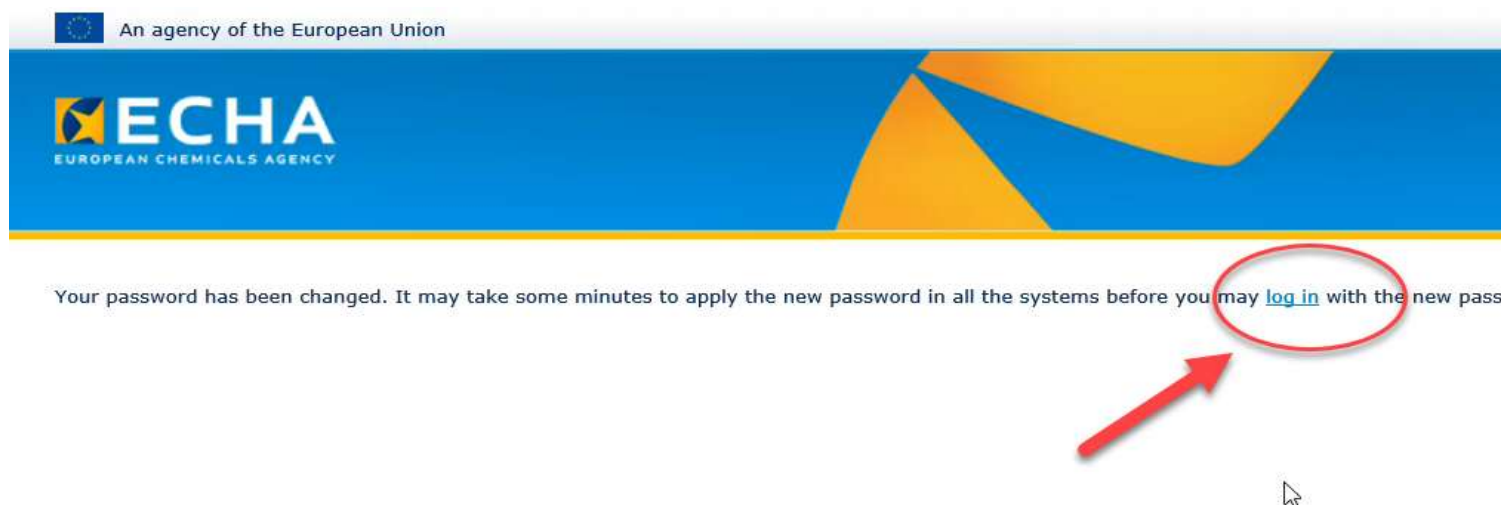 An agency of the European Union
ECHA
EUROPEAN CHEMICALS AGENCY
Your password has been changed. It may take some minutes to apply the new password in all the systems before you may log in with the new pass